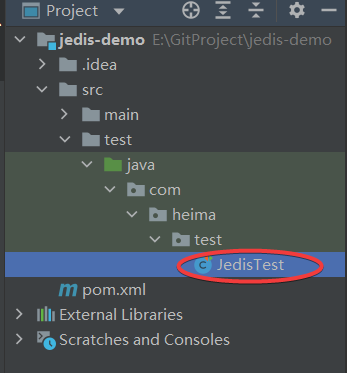 Project
jedis-demo E:\GitProject\jedis-demo
.idea
src
main
test
java
com
heima
test
JedisTest
pom.xml
External Libraries
Scratches and Consoles